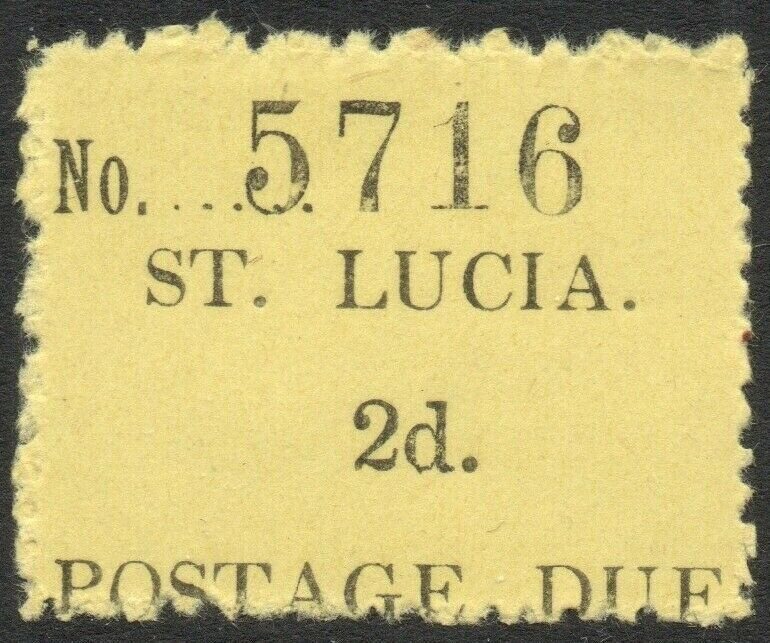 No......5716
ST. LUCIA.
2d.
POSTAGE DUE